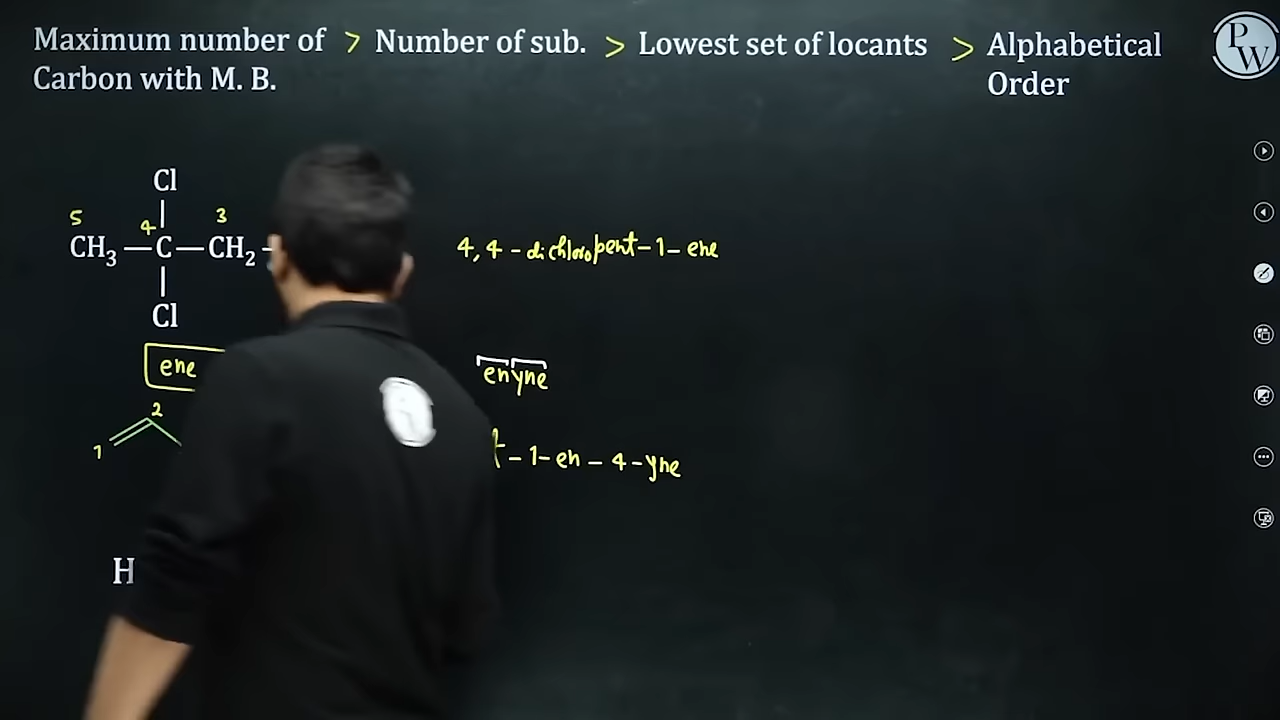 Maximum number of > Number of sub. > Lowest set of locants > Alphabetical
Carbon with M. B. Order
PW
Cl
5 4 3
CH₃ — C — CH₂ -
Cl
4, 4 - dichloropent - 1 - ene
ene
enyne
1 2
t - 1 - en - 4 - yne
H